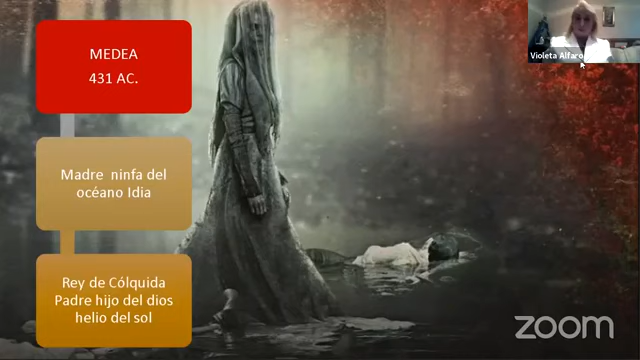 MEDEA
431 AC.
Madre ninfa del
océano Idia
Rey de Cólquida
Padre hijo del dios
helio del sol
Violeta Alfaro
zoom